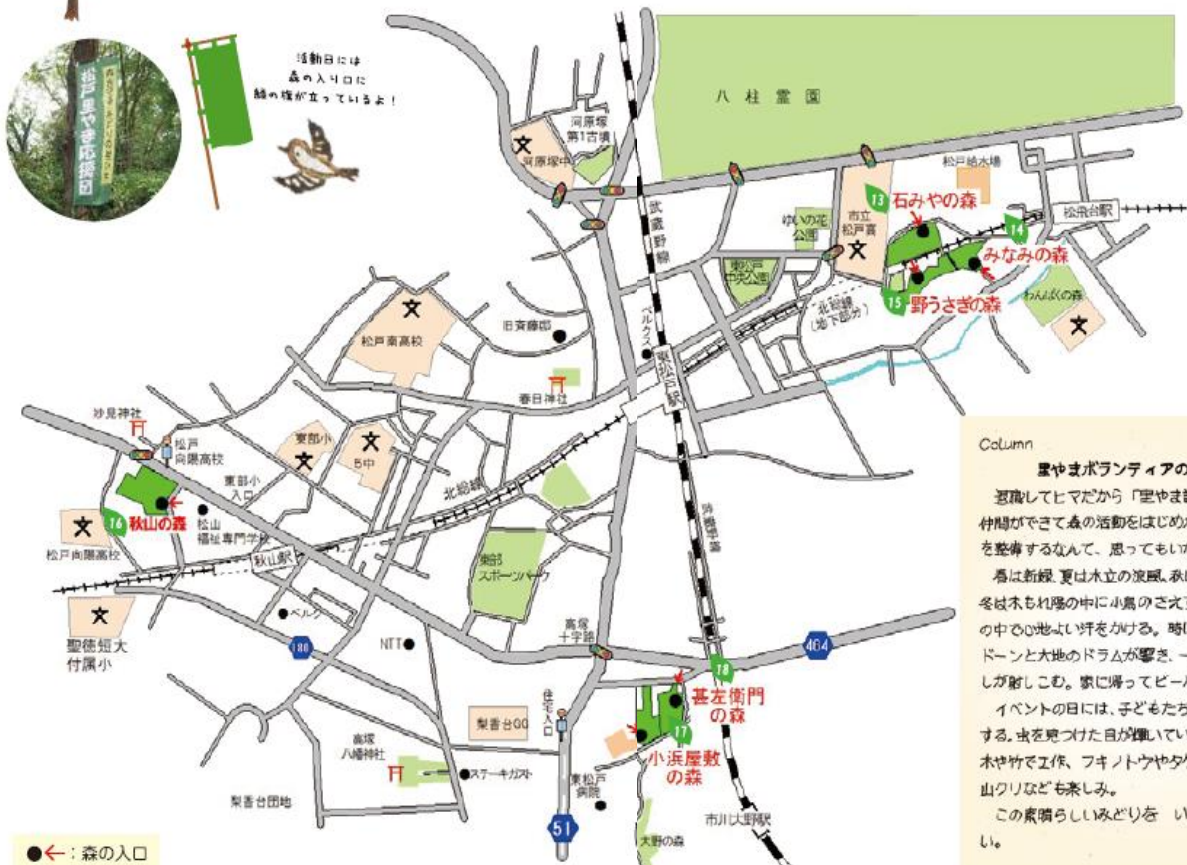 松戸里やま応援団
活動日には
森の入り口に
緑の旗が立っているよ！
八柱霊園
河原塚
第1古墳
河原塚中
武蔵野線
松戸給水場
ゆいの花
公園
市立
松戸高
13 石みやの森
14
みなみの森
松飛台駅
東松戸
中央公園
15 野うさぎの森
わんぱくの森
北総線
(地下部分)
ベルクス
東松戸駅
旧斉藤邸
松戸南高校
春日神社
妙見神社
松戸
向陽高校
東部小
5中
東部小
入口
北総線
16 秋山の森
松山
福祉専門学校
松戸向陽高校
秋山駅
東部
スポーツパーク
武蔵野線
聖徳短大
付属小
ベルク
180
NTT
高塚
十字路
464
18
甚左衛門
の森
17
小浜屋敷
の森
梨香台GG
住宅入口
高塚
八幡神社
ステーキガスト
東松戸
病院
梨香台団地
51
大野の森
市川大野駅
●←：森の入口
Column
里やまボランティアの
退職してヒマだから「里やま
仲間ができて森の活動をはじめ
を整備するなんて、思ってもいな
春は新緑、夏は木立の涼風、秋
冬は木もれ陽の中に小鳥のさえ
の中で心地よい汗をかける。時に
ドーンと大地のドラムが響き、一
しが射しこむ。家に帰ってビール
イベントの日には、子どもたち
する。虫を見つけた目が輝いてい
木や竹で工作、フキノトウやタケ
山クリなども楽しみ。
この素晴らしいみどりを い
い。